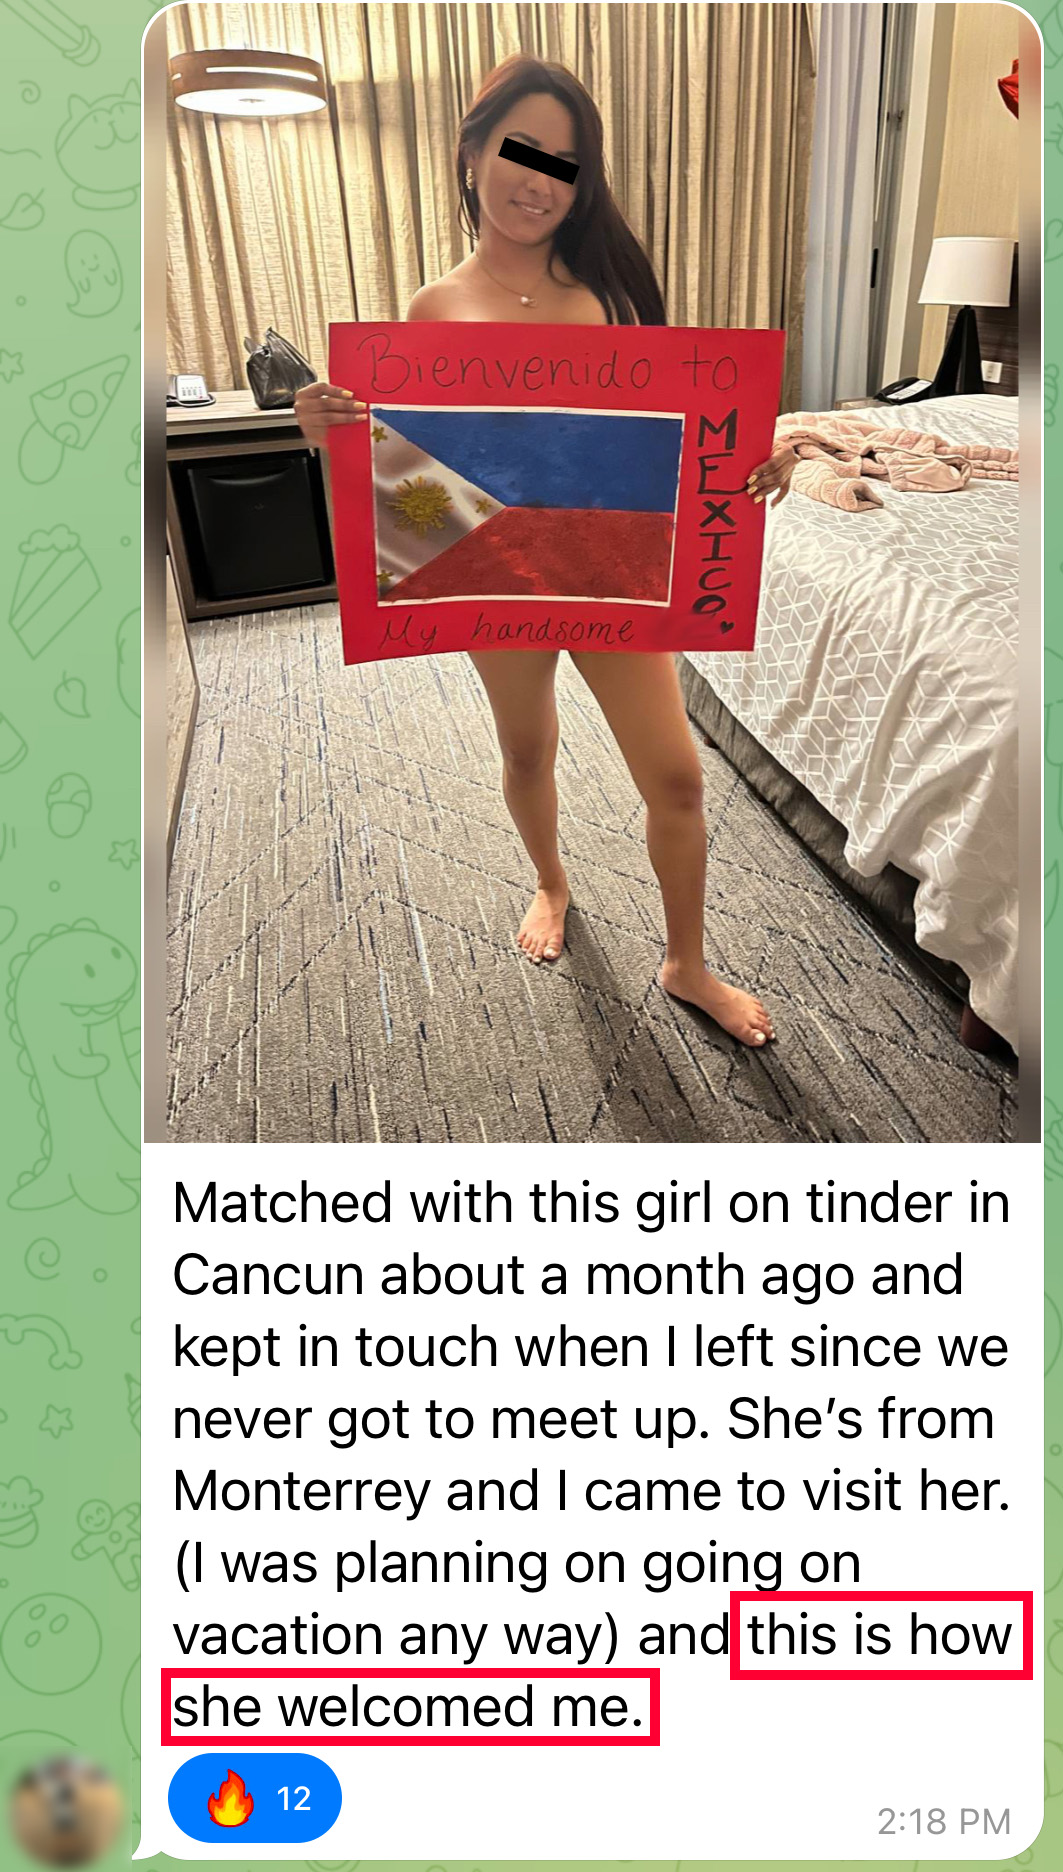 Bienvenido to
MEXICO
My handsome
Matched with this girl on tinder in
Cancun about a month ago and
kept in touch when I left since we
never got to meet up. She’s from
Monterrey and I came to visit her.
(I was planning on going on
vacation any way) and this is how
she welcomed me.
🔥 12
2:18 PM